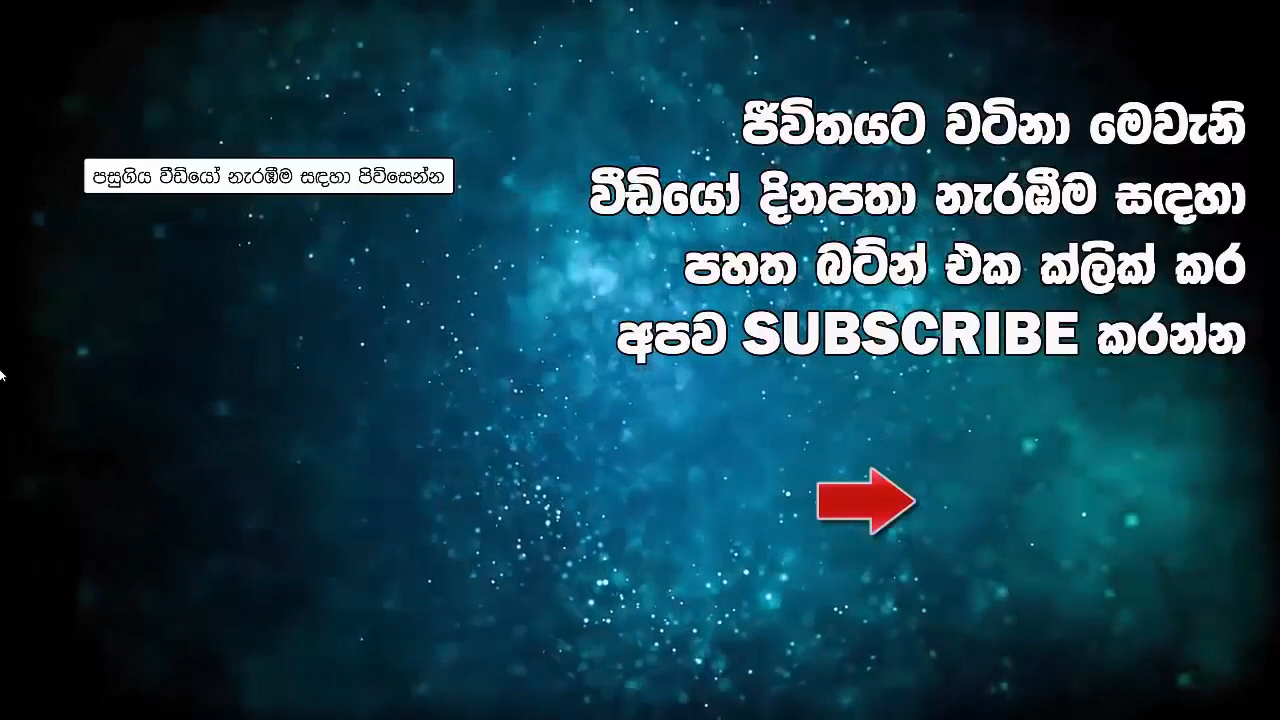 ජීවිතයට වටිනා මෙවැනි
වීඩියෝ දිනපතා නැරඹීම සඳහා
පහත බටන් එක ක්ලික් කර
අපව SUBSCRIBE කරන්න
පසුගිය වීඩියෝ නැරඹීම සඳහා පිවිසෙන්න